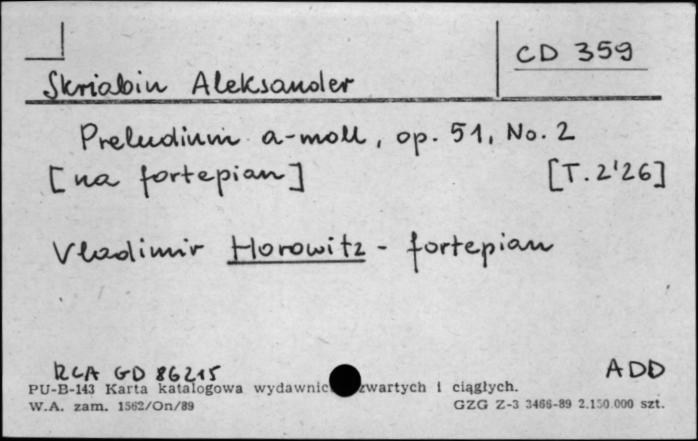 CD 359
Skriabin Aleksander
Preludium a-moll, op. 51, No. 2
[na fortepian] [T. 2'26]
Vladimir Horowitz - fortepian
RCA GD 86215 ADD
PU-B-143 Karta katalogowa wydawnic zwartych i ciągłych.
W.A. zam. 1562/On/89 GZG Z-3 3466-89 2.150.000 szt.